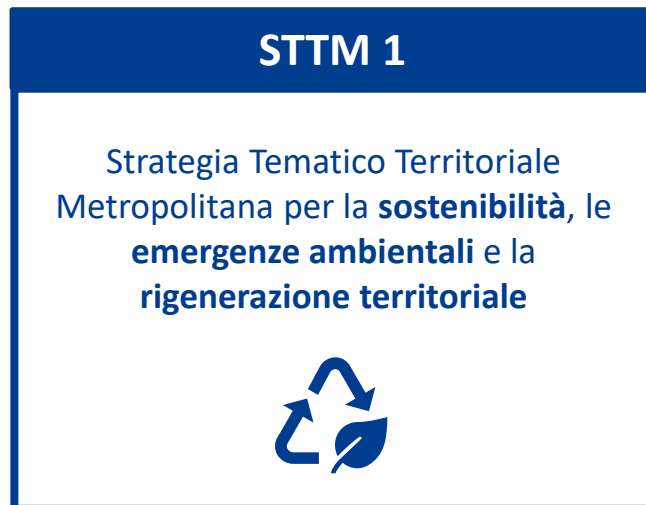 STTM 1
Strategia Tematico Territoriale
Metropolitana per la sostenibilità, le
emergenze ambientali e la
rigenerazione territoriale